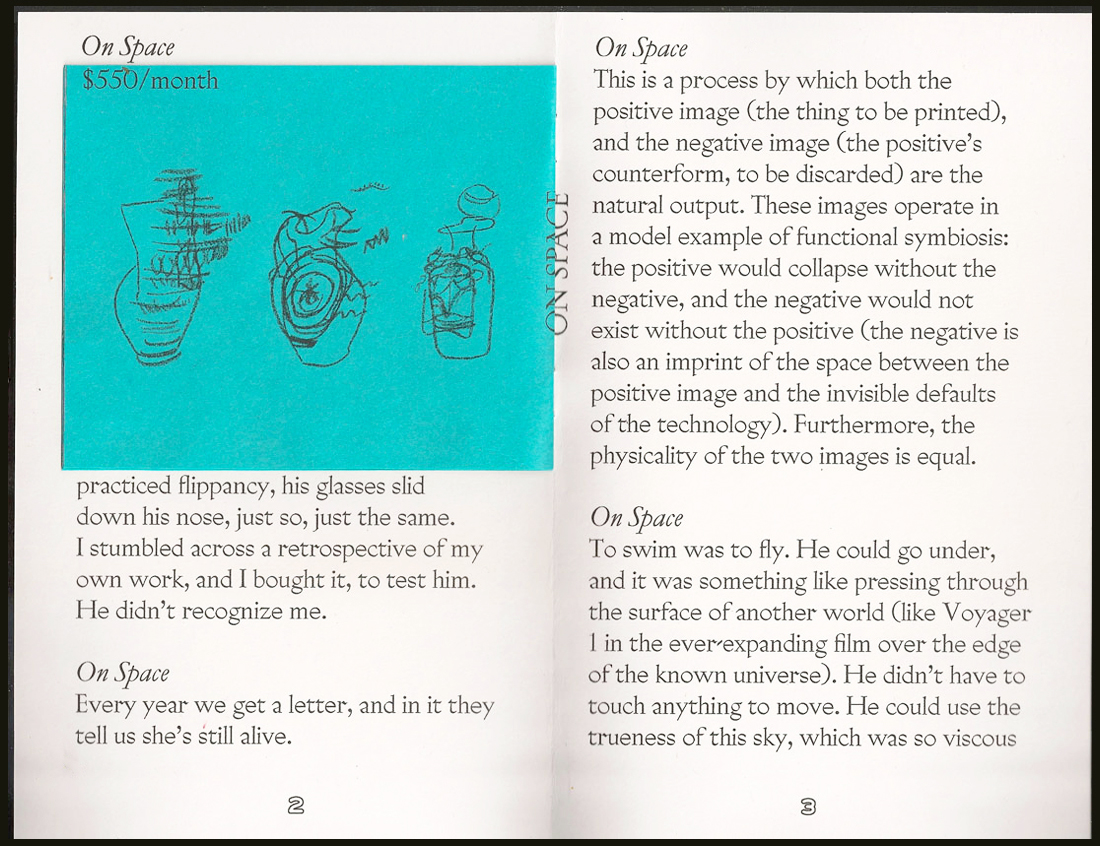 On Space
$550/month
practiced flippancy, his glasses slid
down his nose, just so, just the same.
I stumbled across a retrospective of my
own work, and I bought it, to test him.
He didn't recognize me.
On Space
Every year we get a letter, and in it they
tell us she's still alive.
2
ON SPACE
On Space
This is a process by which both the
positive image (the thing to be printed),
and the negative image (the positive's
counterform, to be discarded) are the
natural output. These images operate in
a model example of functional symbiosis:
the positive would collapse without the
negative, and the negative would not
exist without the positive (the negative is
also an imprint of the space between the
positive image and the invisible defaults
of the technology). Furthermore, the
physicality of the two images is equal.
On Space
To swim was to fly. He could go under,
and it was something like pressing through
the surface of another world (like Voyager
1 in the ever-expanding film over the edge
of the known universe). He didn't have to
touch anything to move. He could use the
trueness of this sky, which was so viscous
3